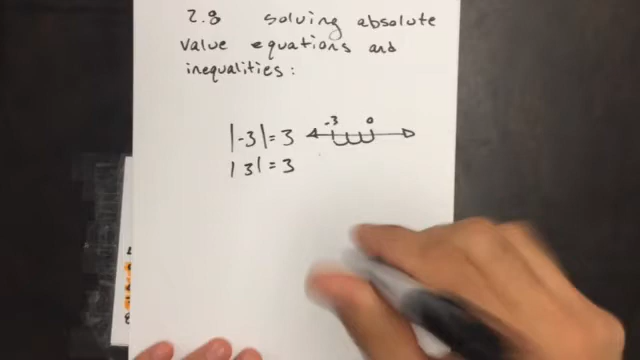 2.8 solving absolute
value equations and
inequalities:
-3 0
|-3| = 3
|3| = 3